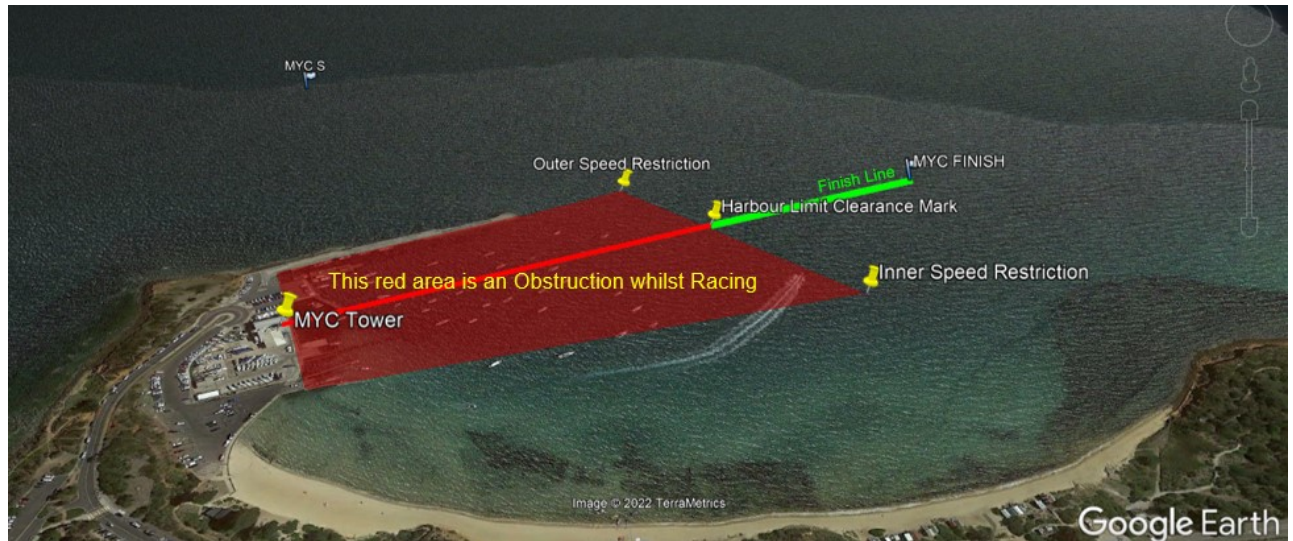 MYC S
Outer Speed Restriction
MYC FINISH
Finish Line
Harbour Limit Clearance Mark
Inner Speed Restriction
This red area is an Obstruction whilst Racing
MYC Tower
Image © 2022 TerraMetrics
Google Earth